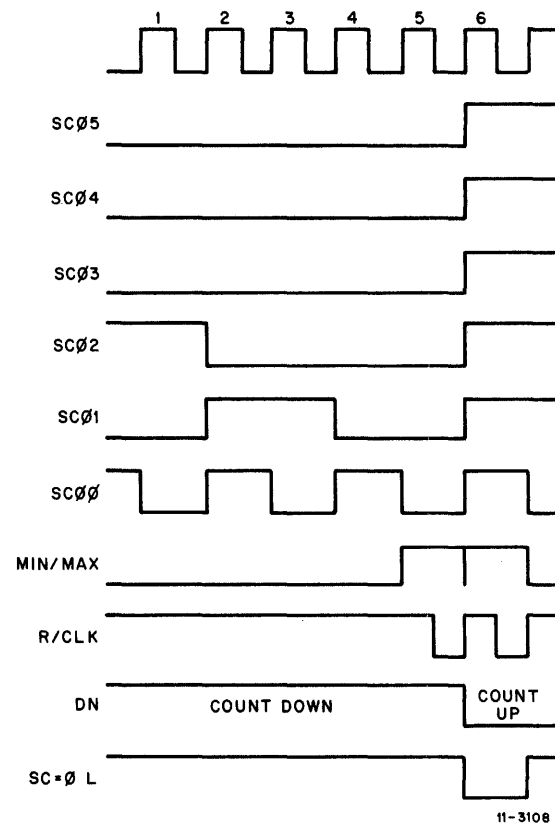 1 2 3 4 5 6
SCØ5
SCØ4
SCØ3
SCØ2
SCØ1
SCØØ
MIN/MAX
R/CLK
DN COUNT DOWN COUNT UP
SC=Ø L
11-3108